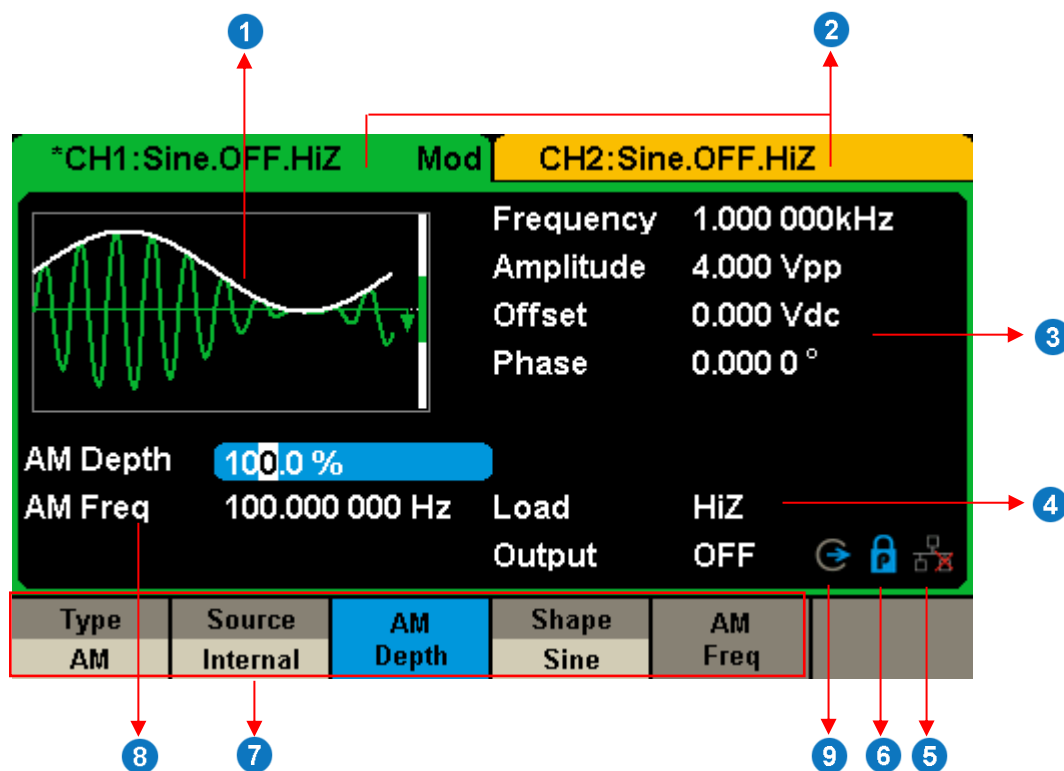 1 2
*CH1:Sine.OFF.HiZ Mod CH2:Sine.OFF.HiZ
Frequency 1.000 000kHz
Amplitude 4.000 Vpp
Offset 0.000 Vdc
3
Phase 0.000 0 °
AM Depth 100.0 %
AM Freq 100.000 000 Hz Load HiZ 4
Output OFF P
Type Source AM Depth Shape AM Freq
AM Internal Sine
8 7 9 6 5